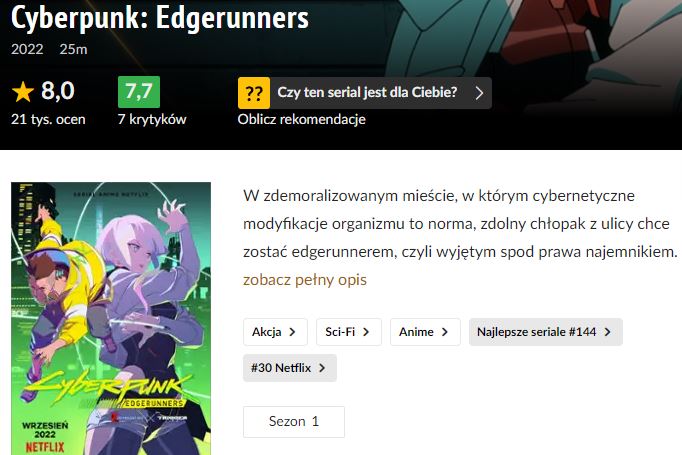 Cyberpunk: Edgerunners
2022 25m
8,0
21 tys. ocen
7,7
7 krytyków
?? Czy ten serial jest dla Ciebie?
Oblicz rekomendacje
SERIAL ANIME NETFLIX
CYBERPUNK
EDGERUNNERS
TRIGGER
WRZESIEŃ
2022
NETFLIX
W zdemoralizowanym mieście, w którym cybernetyczne
modyfikacje organizmu to norma, zdolny chłopak z ulicy chce
zostać edgerunnerem, czyli wyjętym spod prawa najemnikiem.
zobacz pełny opis
Akcja
Sci-Fi
Anime
Najlepsze seriale #144
#30 Netflix
Sezon 1